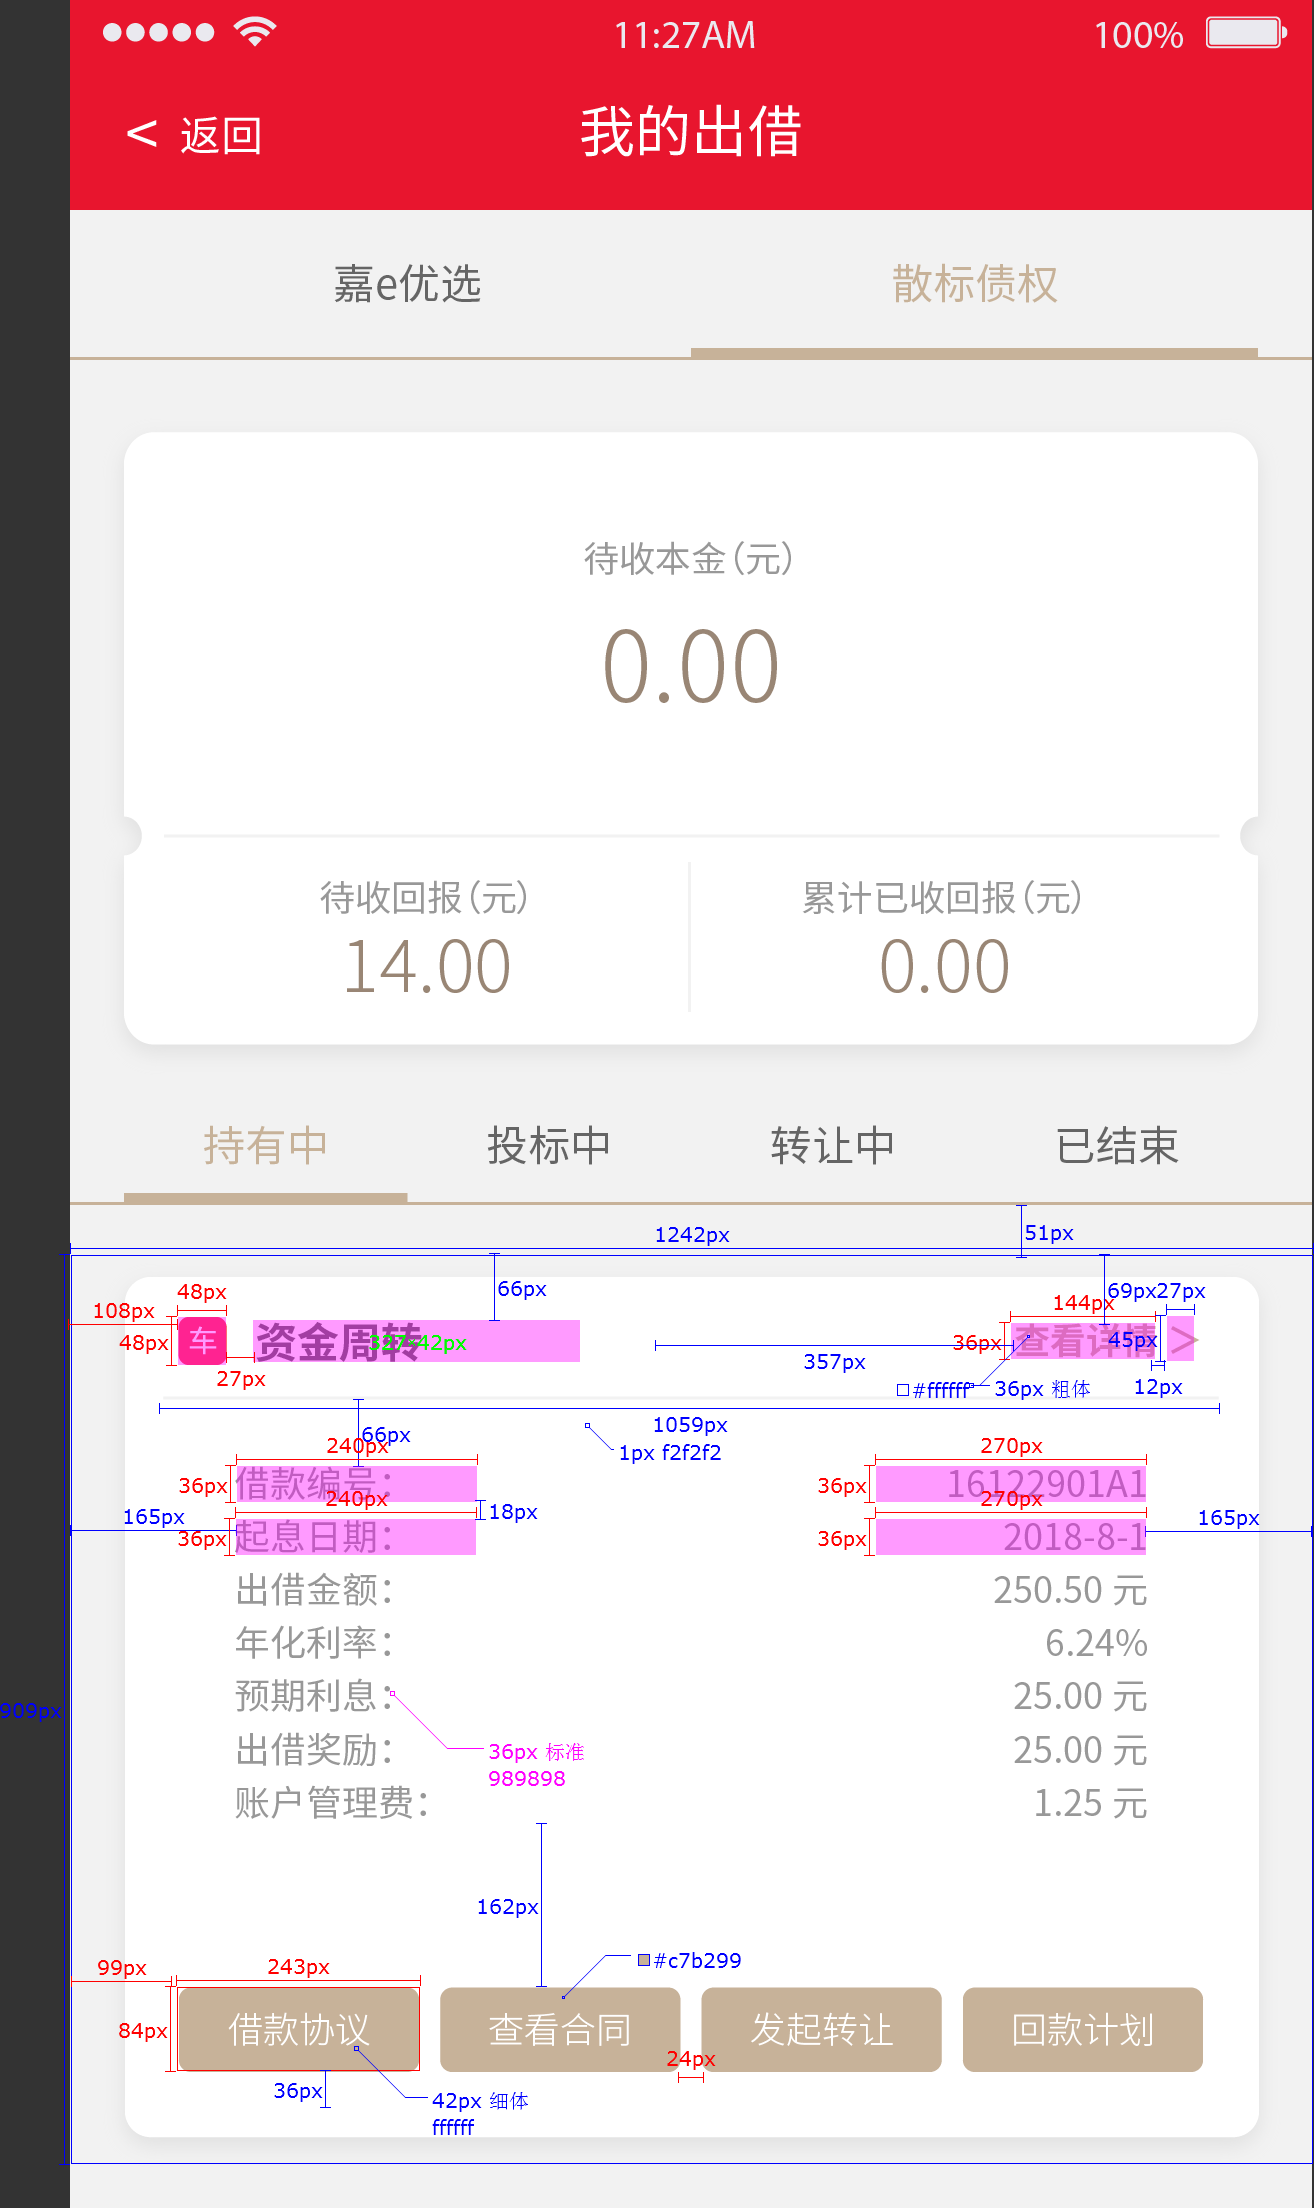 11:27AM 100%
< 返回 我的出借
嘉e优选 散标债权
待收本金(元)
0.00
待收回报(元) 累计已收回报(元)
14.00 0.00
持有中 投标中 转让中 已结束
1242px 51px
48px 66px 69px 27px
108px 144px
48px 车 资金周转 327×42px 36px 查看详情 45px >
27px 357px #ffffff 36px 粗体 12px
1059px
66px 1px f2f2f2
240px 270px
36px 借款编号： 36px 16122901A1
240px 18px 270px
165px 165px
36px 起息日期： 36px 2018-8-1
出借金额： 250.50 元
年化利率： 6.24%
预期利息： 25.00 元
909px
出借奖励： 25.00 元
36px 标准
989898
账户管理费： 1.25 元
162px
99px 243px #c7b299
84px 借款协议 查看合同 发起转让 回款计划
24px
36px 42px 细体
ffffff